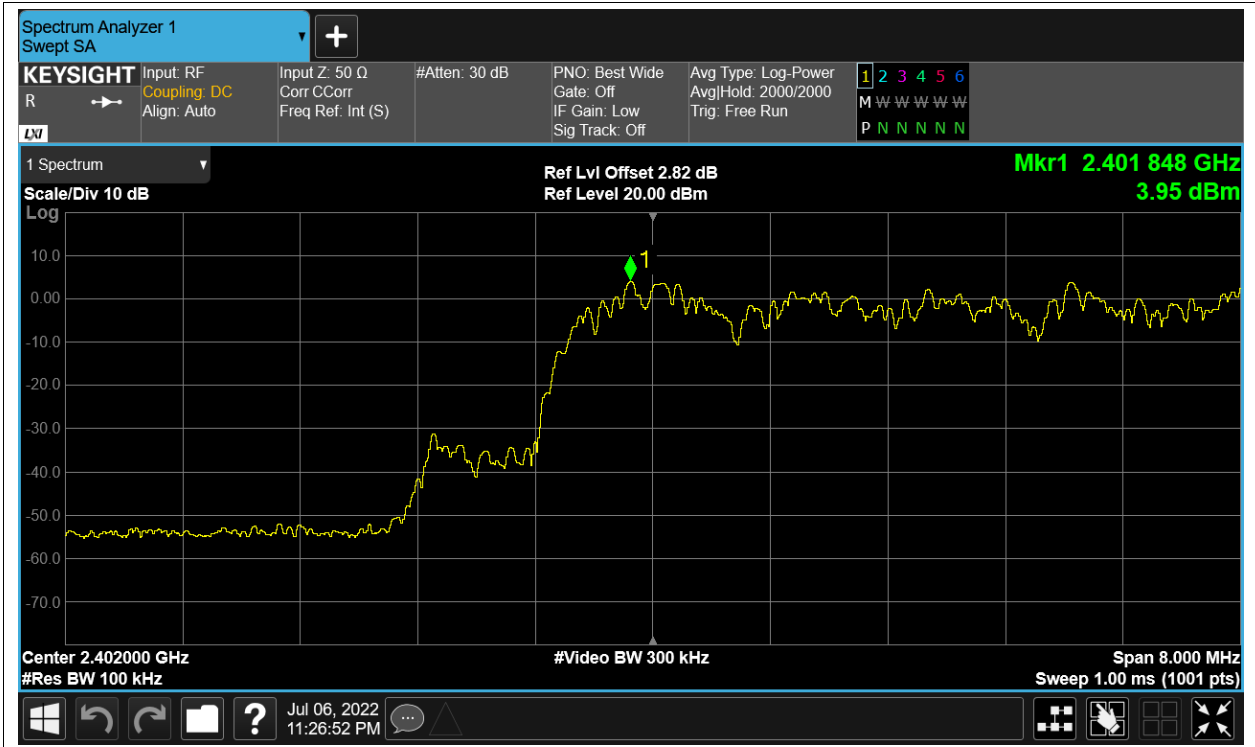 Spectrum Analyzer 1
Swept SA
+
KEYSIGHT
R
LXI
Input: RF
Coupling: DC
Align: Auto
Input Z: 50 Ω
Corr CCorr
Freq Ref: Int (S)
#Atten: 30 dB
PNO: Best Wide
Gate: Off
IF Gain: Low
Sig Track: Off
Avg Type: Log-Power
Avg|Hold: 2000/2000
Trig: Free Run
1 2 3 4 5 6
M W W W W W
P N N N N N
1 Spectrum
Scale/Div 10 dB
Log
Ref Lvl Offset 2.82 dB
Ref Level 20.00 dBm
Mkr1 2.401 848 GHz
3.95 dBm
1
10.0
0.00
-10.0
-20.0
-30.0
-40.0
-50.0
-60.0
-70.0
Center 2.402000 GHz
#Res BW 100 kHz
#Video BW 300 kHz
Span 8.000 MHz
Sweep 1.00 ms (1001 pts)
?
Jul 06, 2022
11:26:52 PM